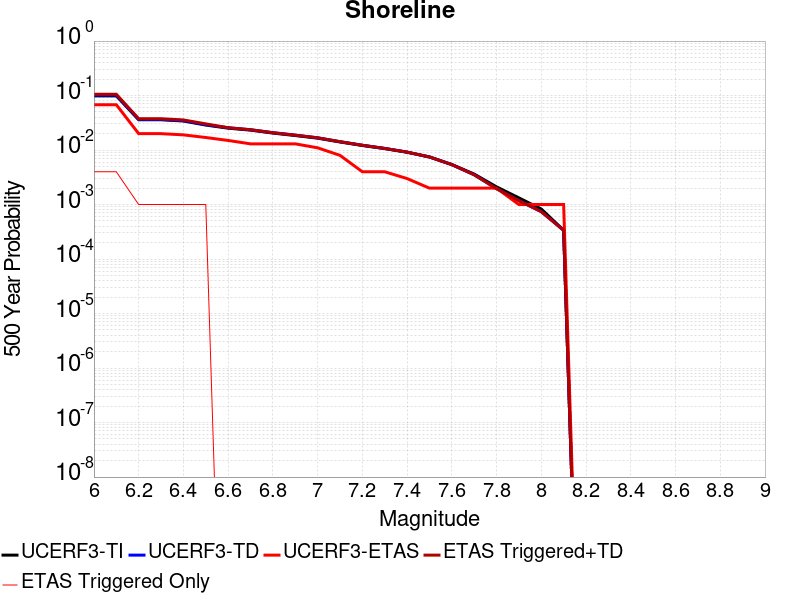 Shoreline
10^0
10^-1
10^-2
10^-3
10^-4
10^-5
10^-6
10^-7
10^-8
500 Year Probability
6 6.2 6.4 6.6 6.8 7 7.2 7.4 7.6 7.8 8 8.2 8.4 8.6 8.8 9
Magnitude
UCERF3-TI UCERF3-TD UCERF3-ETAS ETAS Triggered+TD
ETAS Triggered Only